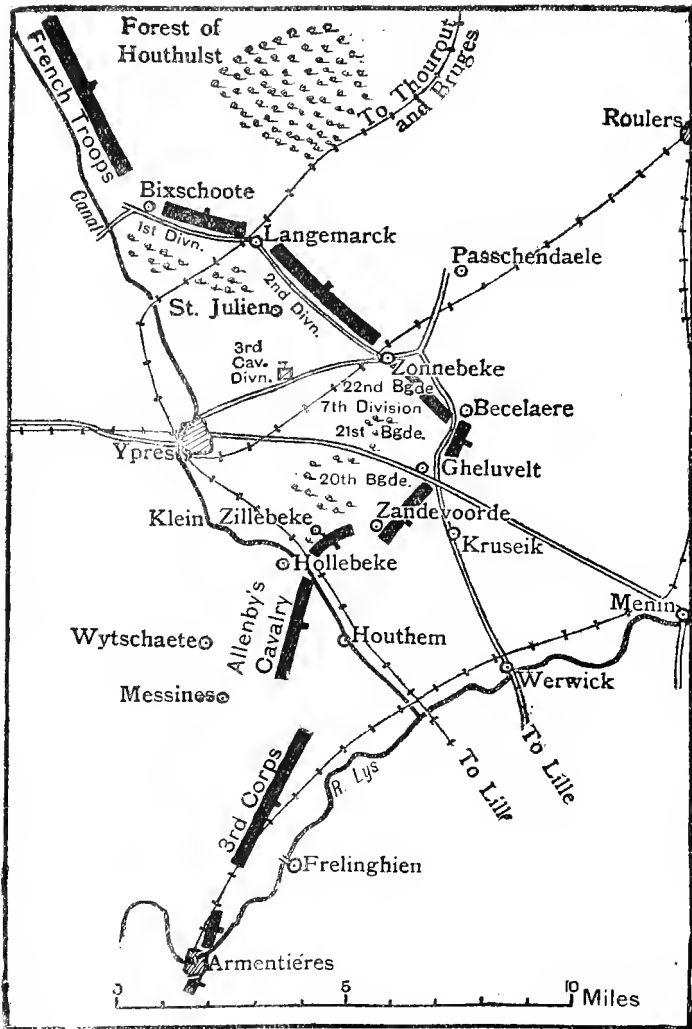 Forest of
Houthulst
French Troops
To Thourout
and Bruges
Roulers
Bixschoote
Canal
1st Divn.
Langemarck
Passchendaele
St. Julien
2nd Divn.
3rd
Cav.
Divn.
Zonnebeke
22nd Bgde
7th Division
Becelaere
21st Bgde.
Ypres
Gheluvelt
20th Bgde.
Klein Zillebeke
Zandevoorde
Kruseik
Hollebeke
Allenby's
Cavalry
Menin
Wytschaete
Houthem
Werwick
Messines
To Lille
To Lille
3rd Corps
R. Lys
Frelinghien
Armentiéres
0 5 10 Miles